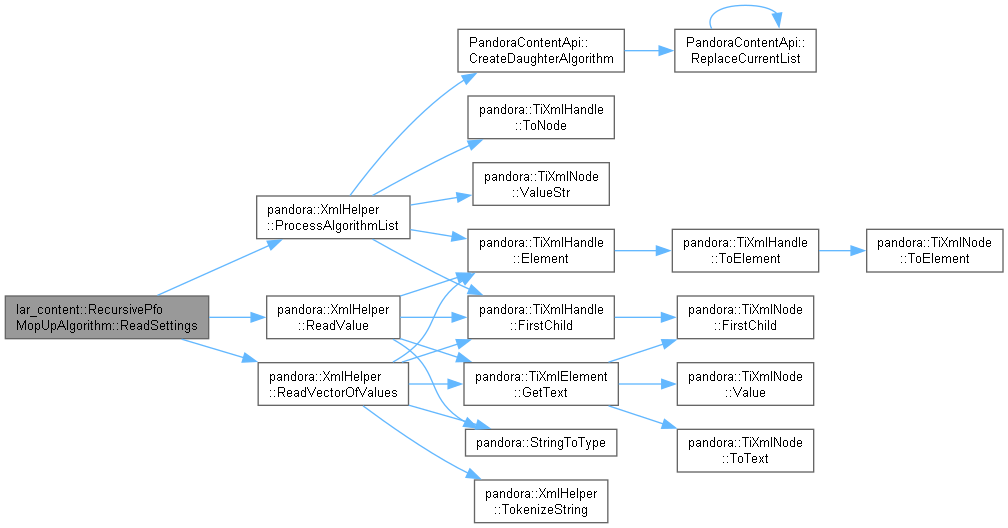 PandoraContentApi::
CreateDaughterAlgorithm
PandoraContentApi::
ReplaceCurrentList
pandora::TiXmlHandle
::ToNode
pandora::TiXmlNode
::ValueStr
pandora::XmlHelper
::ProcessAlgorithmList
pandora::TiXmlHandle
::Element
pandora::TiXmlHandle
::ToElement
pandora::TiXmlNode
::ToElement
lar_content::RecursivePfo
MopUpAlgorithm::ReadSettings
pandora::XmlHelper
::ReadValue
pandora::TiXmlHandle
::FirstChild
pandora::TiXmlNode
::FirstChild
pandora::XmlHelper
::ReadVectorOfValues
pandora::TiXmlElement
::GetText
pandora::TiXmlNode
::Value
pandora::StringToType
pandora::TiXmlNode
::ToText
pandora::XmlHelper
::TokenizeString